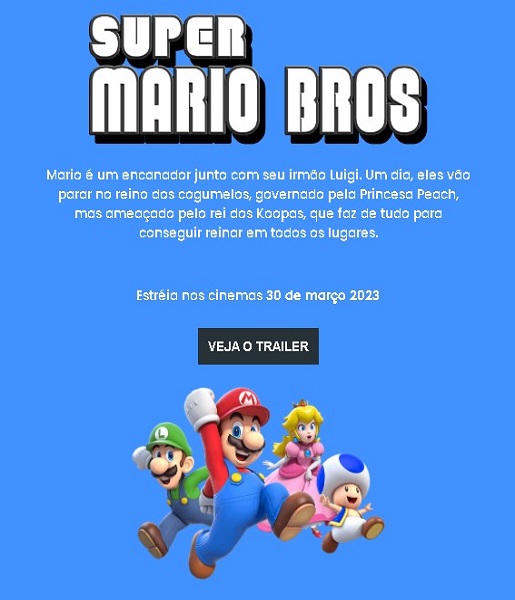 SUPER
MARIO BROS
Mario é um encanador junto com seu irmão Luigi. Um dia, eles vão
parar no reino dos cogumelos, governado pela Princesa Peach,
mas ameaçado pelo rei dos Koopas, que faz de tudo para
conseguir reinar em todos os lugares.
Estréia nos cinemas 30 de março 2023
VEJA O TRAILER
M
L